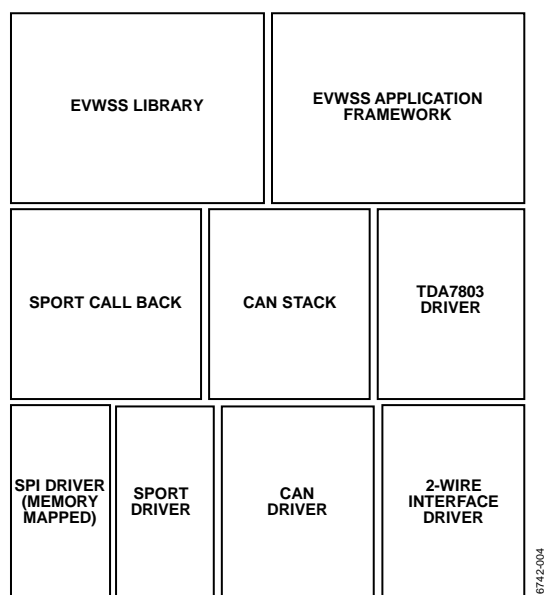 EVWSS LIBRARY
EVWSS APPLICATION
FRAMEWORK
SPORT CALL BACK
CAN STACK
TDA7803
DRIVER
SPI DRIVER
(MEMORY
MAPPED)
SPORT
DRIVER
CAN
DRIVER
2-WIRE
INTERFACE
DRIVER
6742-004